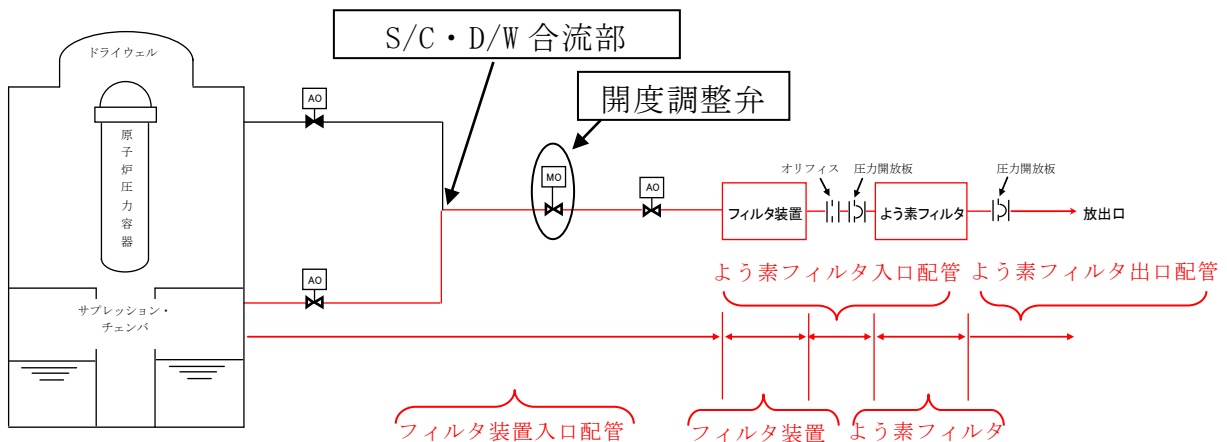 S/C・D/W 合流部
開度調整弁
ドライウェル
原子炉圧力容器
サプレッション・
チェンバ
AO
AO
MO
AO
オリフィス
圧力開放板
圧力開放板
フィルタ装置
よう素フィルタ
放出口
よう素フィルタ入口配管
よう素フィルタ出口配管
フィルタ装置入口配管
フィルタ装置
よう素フィルタ